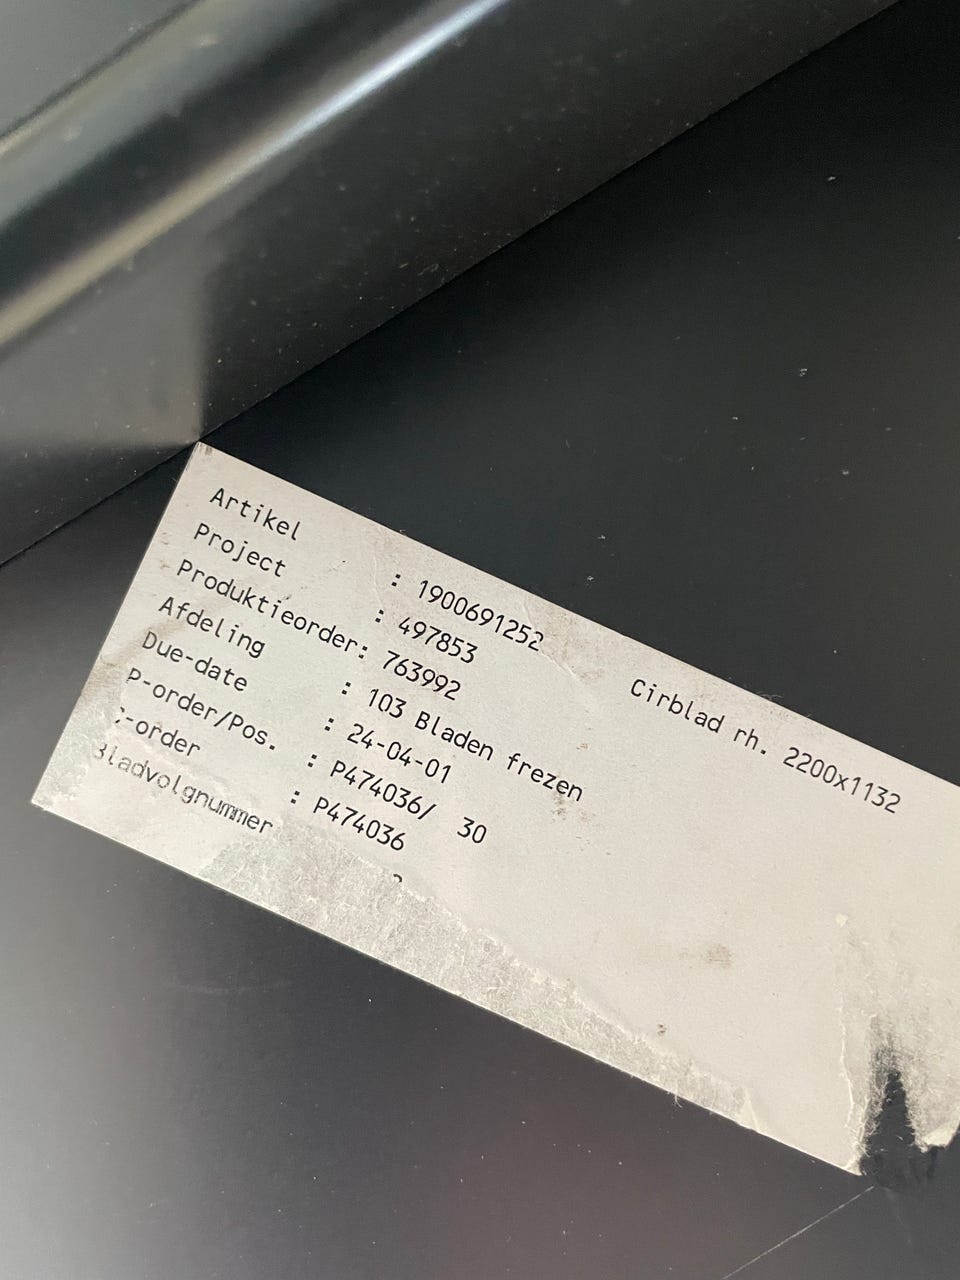 Artikel : 1900691252 Cirblad rh. 2200x1132
Project : 497853
Produktieorder: 763992
Afdeling : 103 Bladen frezen
Due-date : 24-04-01
P-order/Pos. : P474036/ 30
-order : P474036
Bladvolgnummer